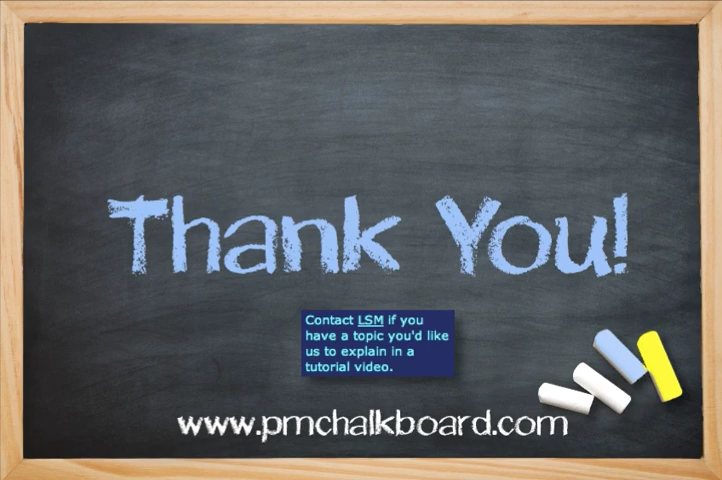 Thank You!
Contact LSM if you
have a topic you'd like
us to explain in a
tutorial video.
www.pmchalkboard.com